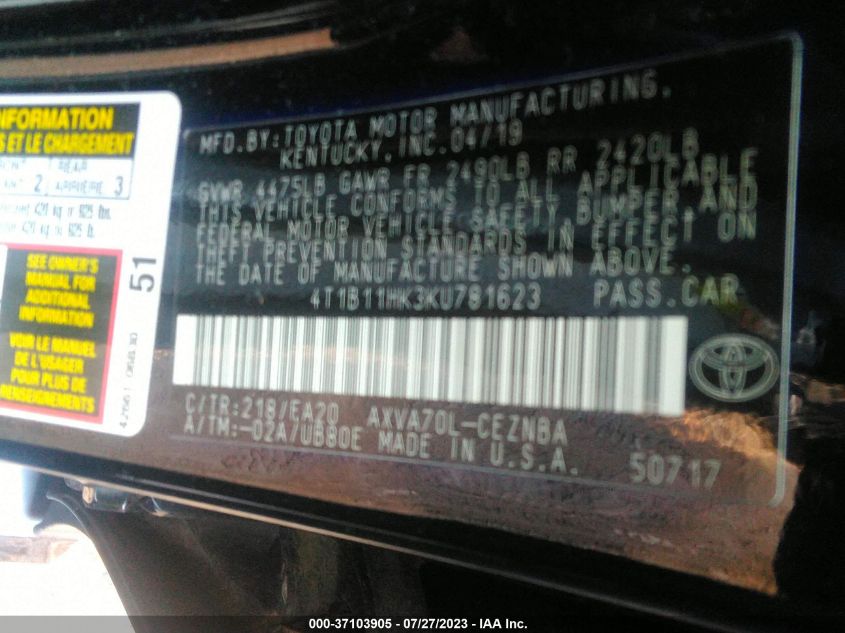 INFORMATION
S ET LE CHARGEMENT
2 ARRIERE 3
SEE OWNER'S
MANUAL FOR
ADDITIONAL
INFORMATION
VOIR LE MANUEL
DE L'USAGER
POUR PLUS DE
RENSEIGNEMENTS
51
MFD. BY: TOYOTA MOTOR MANUFACTURING.
KENTUCKY, INC. 04/19
GVWR 4475LB GAWR FR 2490LB RR 2420LB
THIS VEHICLE CONFORMS TO ALL APPLICABLE
FEDERAL MOTOR VEHICLE SAFETY, BUMPER AND
THEFT PREVENTION STANDARDS IN EFFECT ON
THE DATE OF MANUFACTURE SHOWN ABOVE.
4T1B11HK3KU781623 PASS.CAR
C/TR:218/EA20 AXVA70L-CEZNBA
A/TM:-02A/UB80E MADE IN U.S.A.
50717
000-37103905 - 07/27/2023 - IAA Inc.